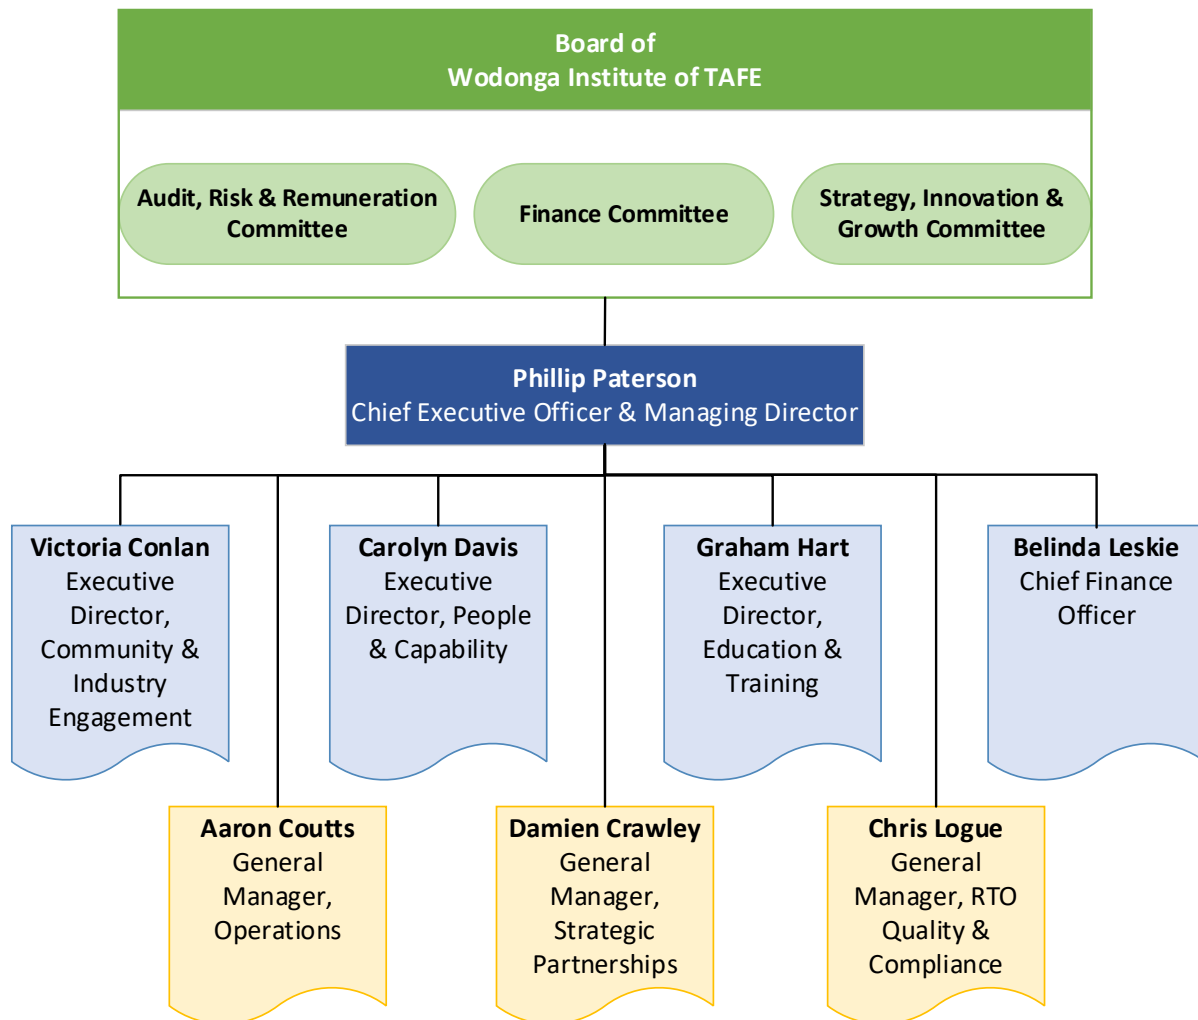 Board of
Wodonga Institute of TAFE
Audit, Risk & Remuneration
Committee
Finance Committee
Strategy, Innovation &
Growth Committee
Phillip Paterson
Chief Executive Officer & Managing Director
Victoria Conlan
Executive
Director,
Community &
Industry
Engagement
Carolyn Davis
Executive
Director, People
& Capability
Graham Hart
Executive
Director,
Education &
Training
Belinda Leskie
Chief Finance
Officer
Aaron Coutts
General
Manager,
Operations
Damien Crawley
General
Manager,
Strategic
Partnerships
Chris Logue
General
Manager, RTO
Quality &
Compliance